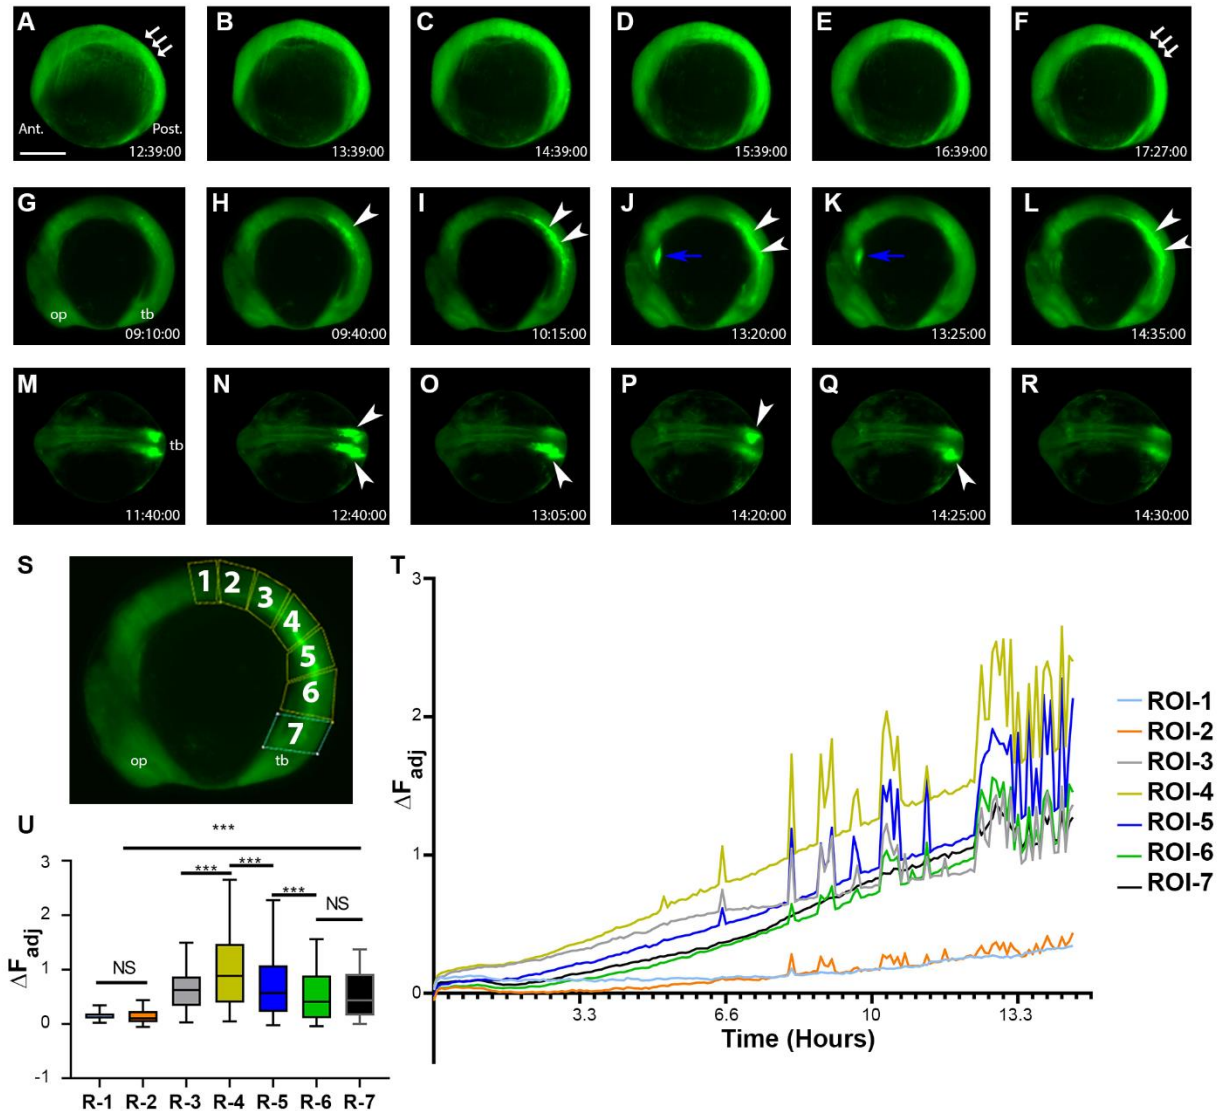 A B C D E F
Ant. Post.
12:39:00 13:39:00 14:39:00 15:39:00 16:39:00 17:27:00
G H I J K L
op tb
09:10:00 09:40:00 10:15:00 13:20:00 13:25:00 14:35:00
M N O P Q R
tb
11:40:00 12:40:00 13:05:00 14:20:00 14:25:00 14:30:00
S
1 2 3 4 5 6 7
op tb
T
ΔF adj
3
2
1
0
3.3 6.6 10 13.3
Time (Hours)
ROI-1
ROI-2
ROI-3
ROI-4
ROI-5
ROI-6
ROI-7
U
ΔF adj
3
2
1
0
-1
***
NS *** *** *** NS
R-1 R-2 R-3 R-4 R-5 R-6 R-7